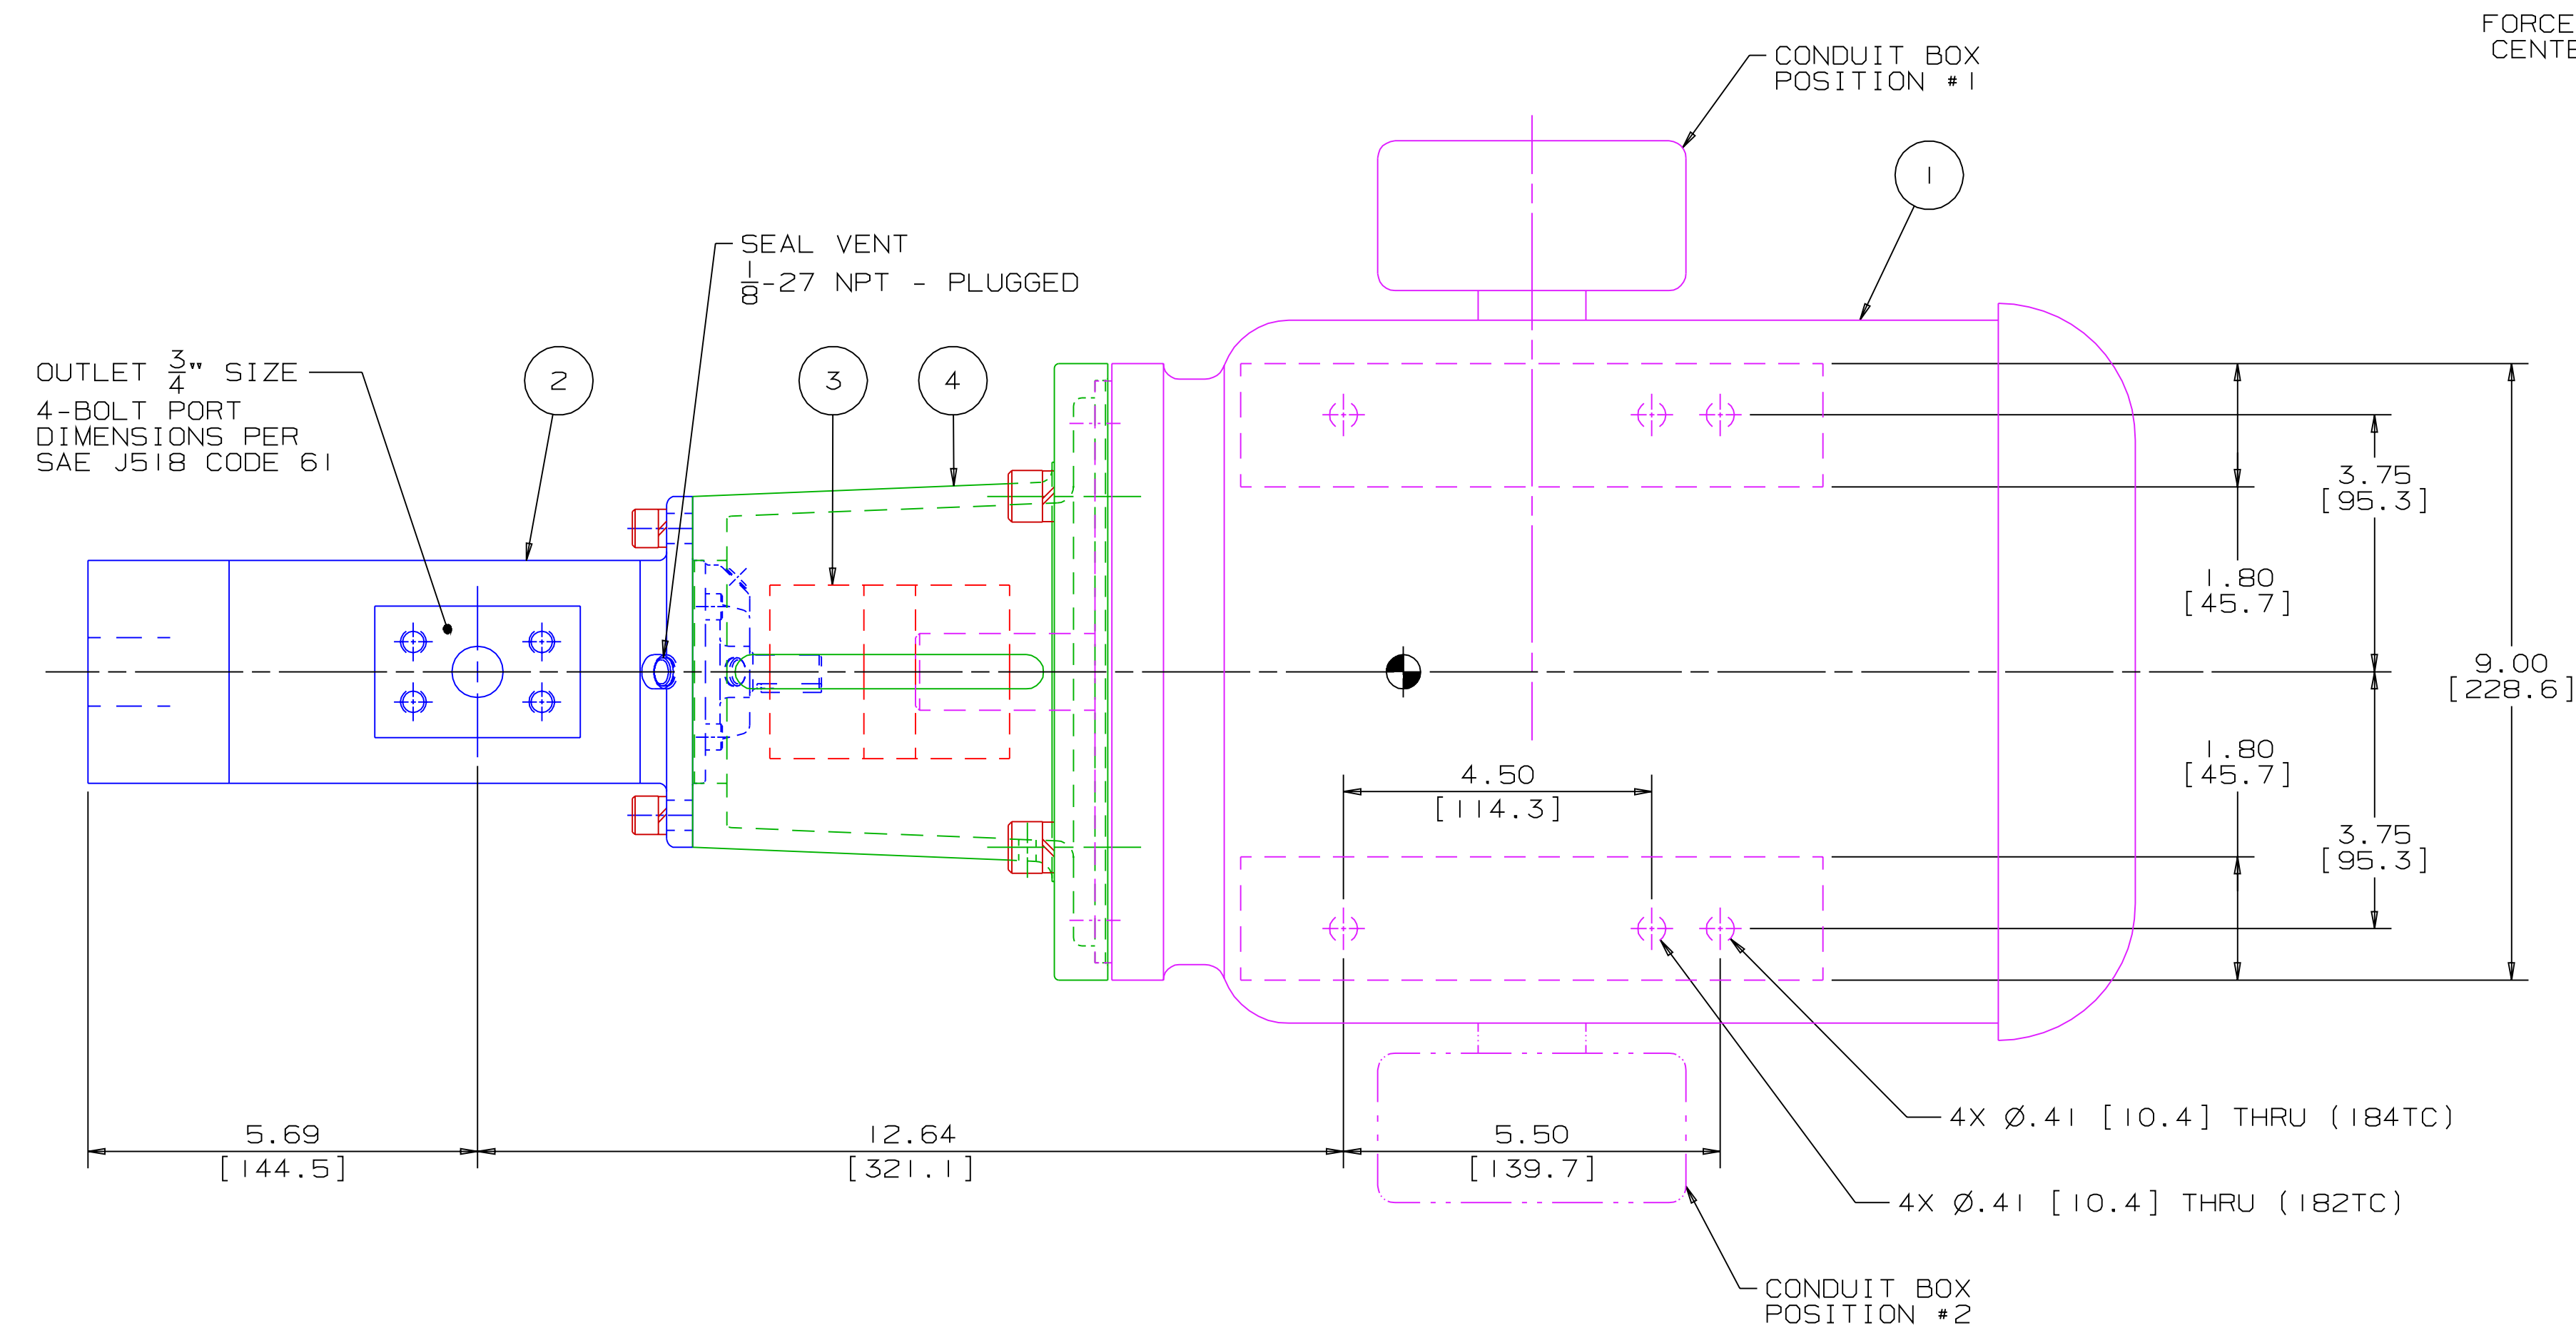 FORCE
CENTE
CONDUIT BOX
POSITION #1
1
SEAL VENT
1/8-27 NPT - PLUGGED
OUTLET 3/4" SIZE
4-BOLT PORT
DIMENSIONS PER
SAE J518 CODE 61
2
3
4
3.75
[95.3]
1.80
[45.7]
9.00
[228.6]
1.80
[45.7]
4.50
[114.3]
3.75
[95.3]
5.69
[144.5]
12.64
[321.1]
5.50
[139.7]
4X Ø.41 [10.4] THRU (184TC)
4X Ø.41 [10.4] THRU (182TC)
CONDUIT BOX
POSITION #2